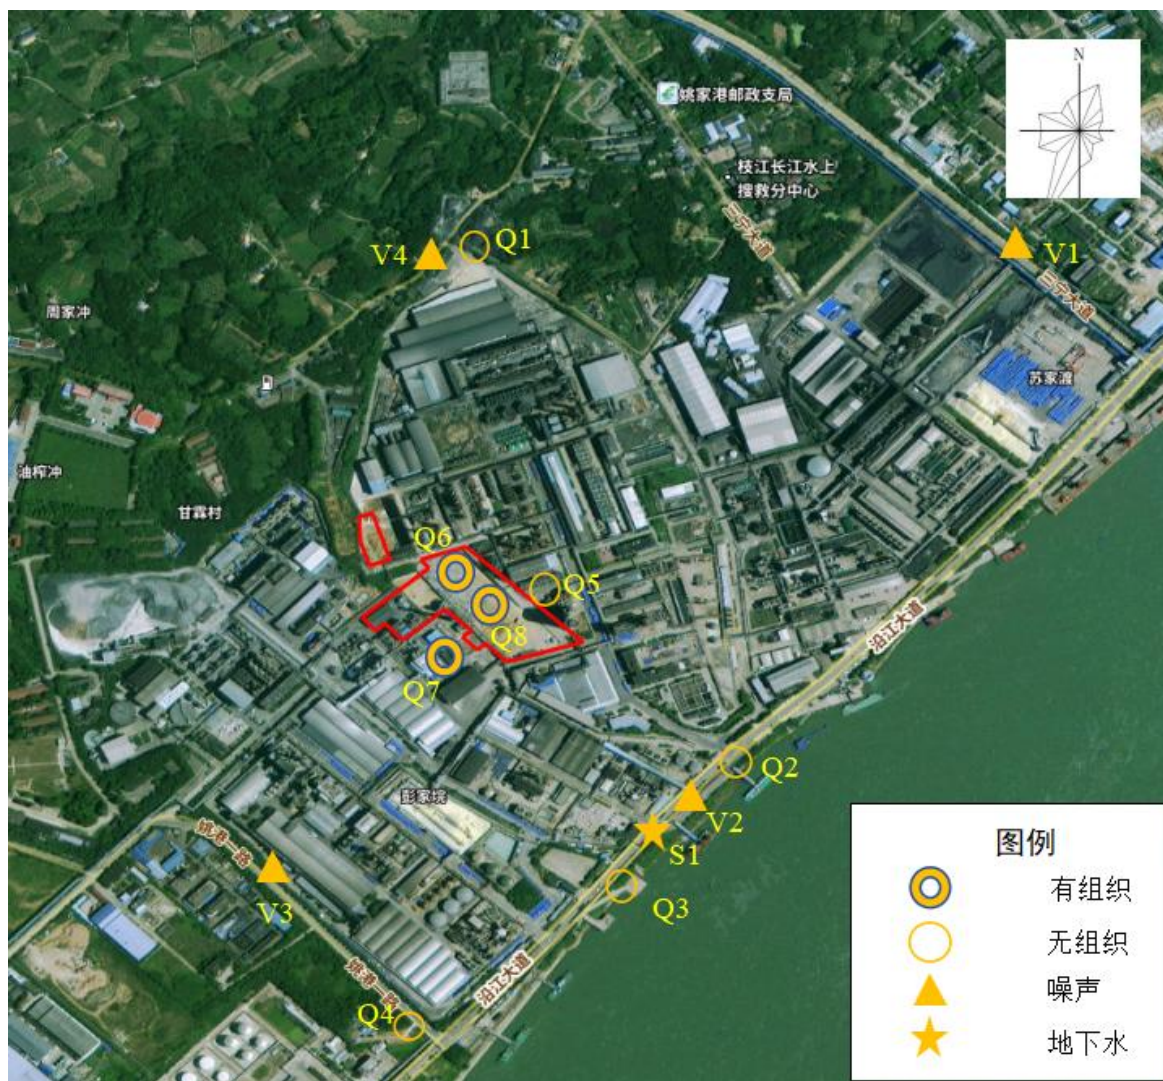 N
姚家港邮政支局
枝江长江水上
搜救分中心
三宁大道
V4
Q1
V1
三宁大道
周家冲
苏家渡
油榨冲
甘霖村
Q6
Q5
Q8
Q7
沿江大道
Q2
彭家垸
V2
S1
姚港一路
V3
Q3
姚港一路
沿江大道
Q4
图例
有组织
无组织
噪声
地下水